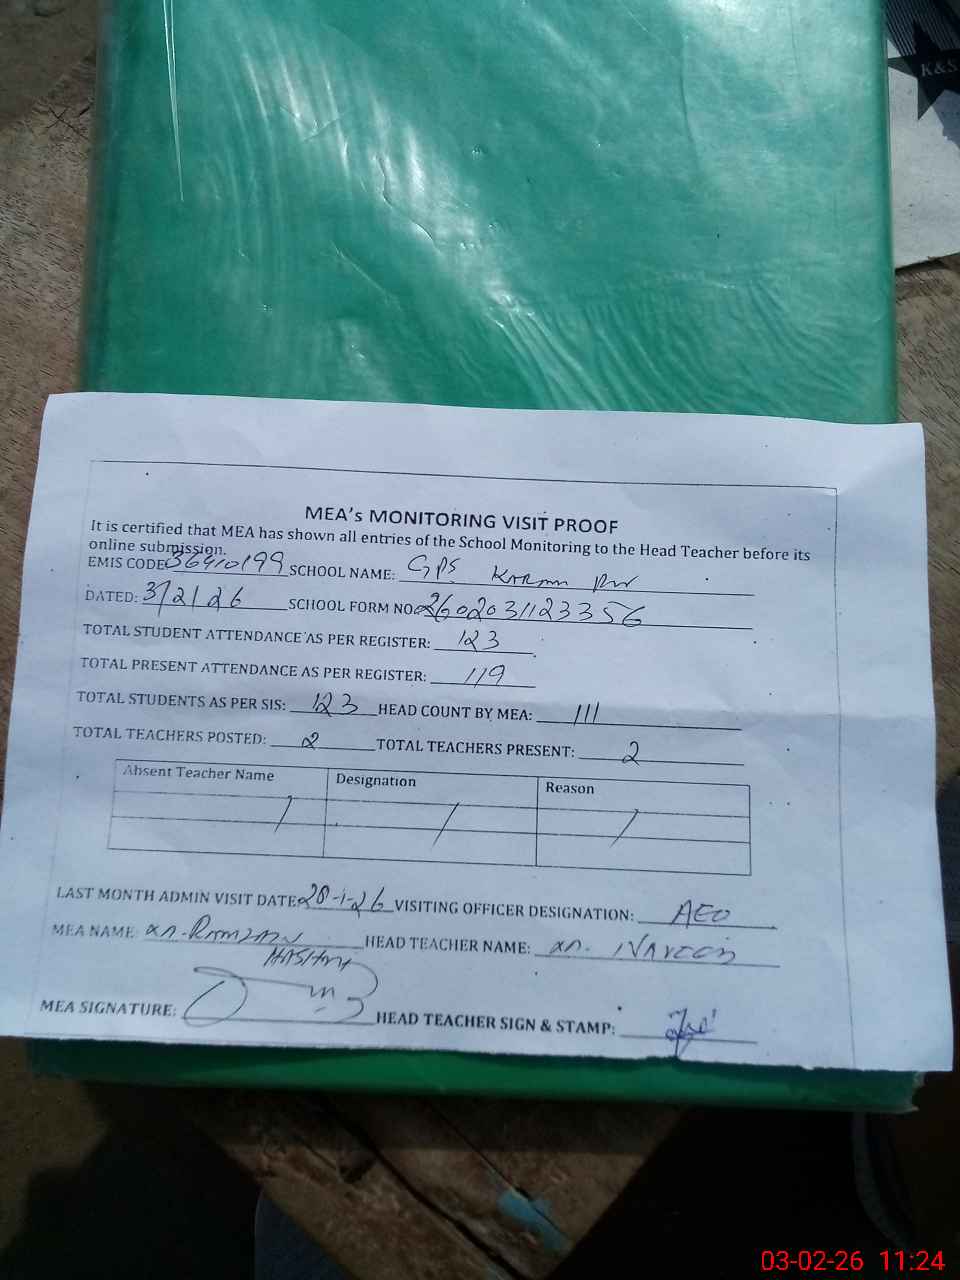 K&S
MEA's MONITORING VISIT PROOF
It is certified that MEA has shown all entries of the School Monitoring to the Head Teacher before its
online submission.
EMIS CODE 36410199 SCHOOL NAME: GPS KARAM
DATED: 3/2/26 SCHOOL FORM NO. 2602031123356
TOTAL STUDENT ATTENDANCE AS PER REGISTER: 123
TOTAL PRESENT ATTENDANCE AS PER REGISTER: 119
TOTAL STUDENTS AS PER SIS: 123 HEAD COUNT BY MEA: 111
TOTAL TEACHERS POSTED: 2 TOTAL TEACHERS PRESENT: 2
Absent Teacher Name Designation Reason
/ / /
LAST MONTH ADMIN VISIT DATE: 28-1-26 VISITING OFFICER DESIGNATION: AEO
MEA NAME: M. RAMZAN HEAD TEACHER NAME: M.
HASHMI
MEA SIGNATURE: HEAD TEACHER SIGN & STAMP:
03-02-26 11:24